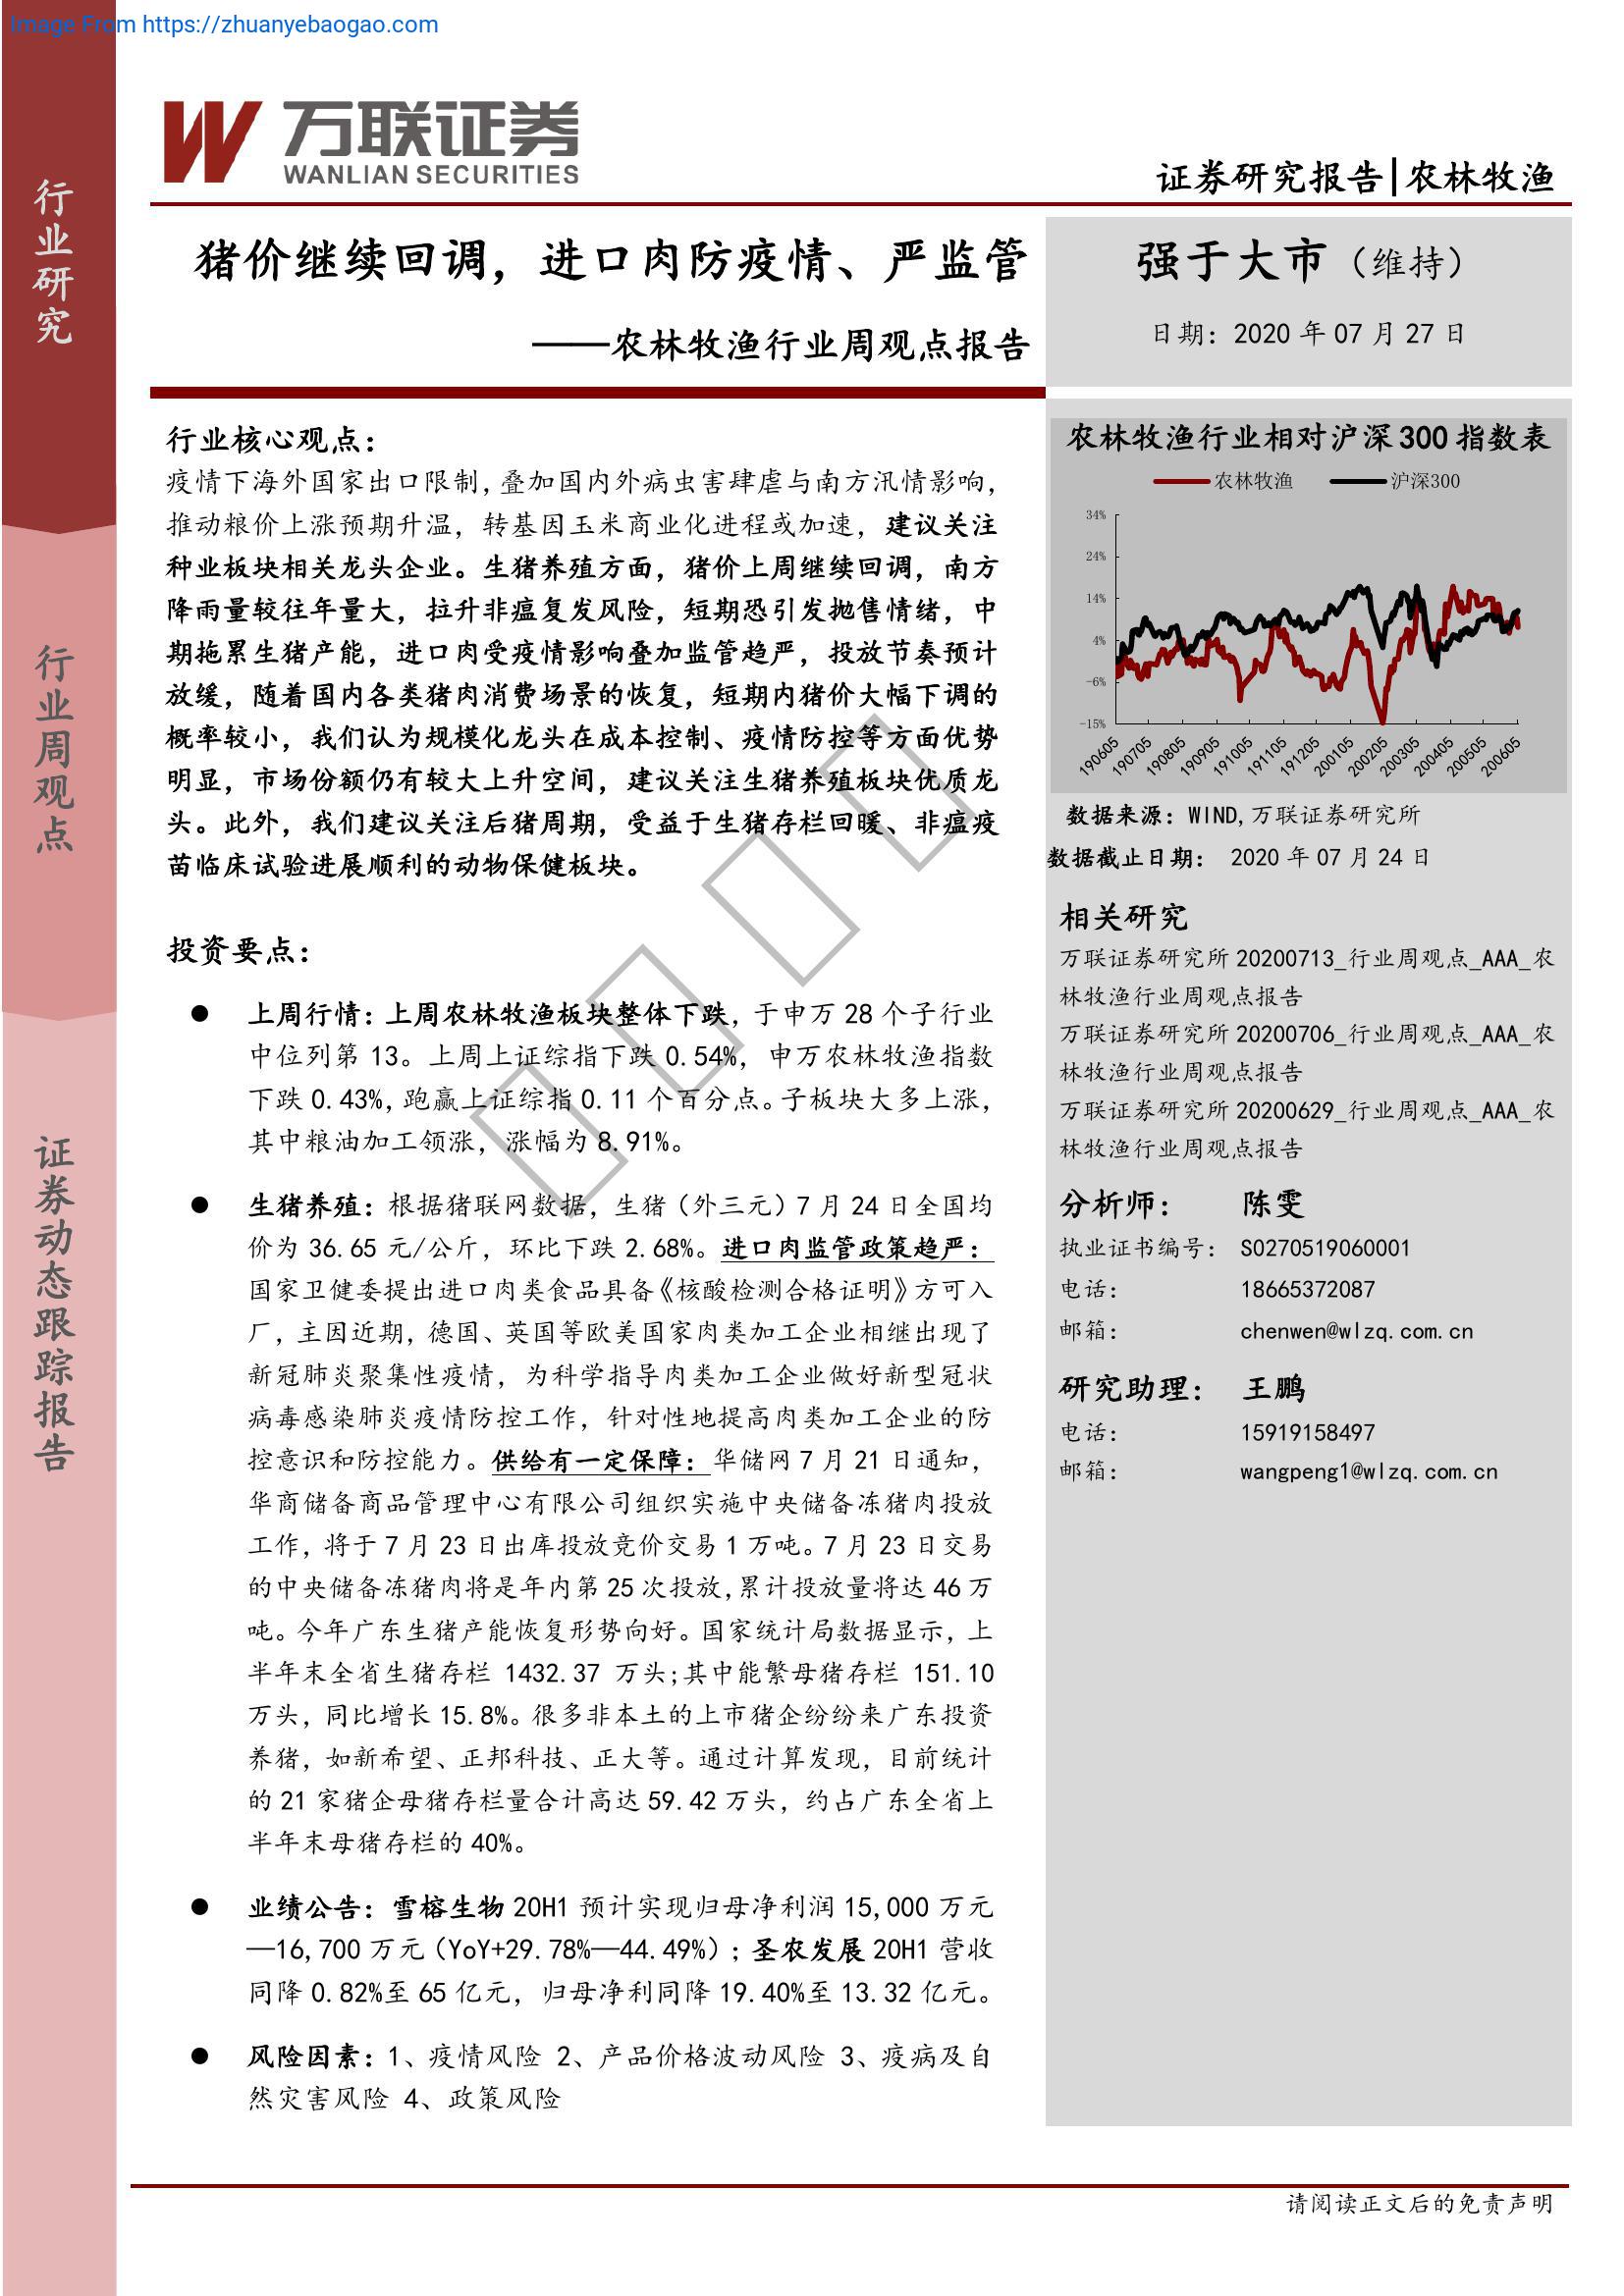 Image From https://zhuanyebaogao.com
万联证券
WANLIAN SECURITIES
证券研究报告|农林牧渔
行业研究
行业周观点
证券动态跟踪报告
猪价继续回调，进口肉防疫情、严监管
——农林牧渔行业周观点报告
强于大市（维持）
日期：2020 年 07 月 27 日
行业核心观点：
疫情下海外国家出口限制，叠加国内外病虫害肆虐与南方汛情影响，
推动粮价上涨预期升温，转基因玉米商业化进程或加速，建议关注
种业板块相关龙头企业。生猪养殖方面，猪价上周继续回调，南方
降雨量较往年量大，拉升非瘟复发风险，短期恐引发抛售情绪，中
期拖累生猪产能，进口肉受疫情影响叠加监管趋严，投放节奏预计
放缓，随着国内各类猪肉消费场景的恢复，短期内猪价大幅下调的
概率较小，我们认为规模化龙头在成本控制、疫情防控等方面优势
明显，市场份额仍有较大上升空间，建议关注生猪养殖板块优质龙
头。此外，我们建议关注后猪周期，受益于生猪存栏回暖、非瘟疫
苗临床试验进展顺利的动物保健板块。
投资要点：
● 上周行情：上周农林牧渔板块整体下跌，于申万 28 个子行业
中位列第 13。上周上证综指下跌 0.54%，申万农林牧渔指数
下跌 0.43%，跑赢上证综指 0.11 个百分点。子板块大多上涨，
其中粮油加工领涨，涨幅为 8.91%。
● 生猪养殖：根据猪联网数据，生猪（外三元）7 月 24 日全国均
价为 36.65 元/公斤，环比下跌 2.68%。进口肉监管政策趋严：
国家卫健委提出进口肉类食品具备《核酸检测合格证明》方可入
厂，主因近期，德国、英国等欧美国家肉类加工企业相继出现了
新冠肺炎聚集性疫情，为科学指导肉类加工企业做好新型冠状
病毒感染肺炎疫情防控工作，针对性地提高肉类加工企业的防
控意识和防控能力。供给有一定保障：华储网 7 月 21 日通知，
华商储备商品管理中心有限公司组织实施中央储备冻猪肉投放
工作，将于 7 月 23 日出库投放竞价交易 1 万吨。7 月 23 日交易
的中央储备冻猪肉将是年内第 25 次投放，累计投放量将达 46 万
吨。今年广东生猪产能恢复形势向好。国家统计局数据显示，上
半年末全省生猪存栏 1432.37 万头;其中能繁母猪存栏 151.10
万头，同比增长 15.8%。很多非本土的上市猪企纷纷来广东投资
养猪，如新希望、正邦科技、正大等。通过计算发现，目前统计
的 21 家猪企母猪存栏量合计高达 59.42 万头，约占广东全省上
半年末母猪存栏的 40%。
● 业绩公告：雪榕生物 20H1 预计实现归母净利润 15,000 万元
—16,700 万元（YoY+29.78%—44.49%）；圣农发展 20H1 营收
同降 0.82%至 65 亿元，归母净利同降 19.40%至 13.32 亿元。
● 风险因素：1、疫情风险 2、产品价格波动风险 3、疫病及自
然灾害风险 4、政策风险
农林牧渔行业相对沪深 300 指数表
农林牧渔 沪深300
34%
24%
14%
4%
-6%
-15%
190605 190705 190805 190905 191005 191105 191205 200105 200205 200305 200405 200505 200605
数据来源：WIND,万联证券研究所
数据截止日期： 2020 年 07 月 24 日
相关研究
万联证券研究所 20200713_行业周观点_AAA_农
林牧渔行业周观点报告
万联证券研究所 20200706_行业周观点_AAA_农
林牧渔行业周观点报告
万联证券研究所 20200629_行业周观点_AAA_农
林牧渔行业周观点报告
分析师： 陈雯
执业证书编号： S0270519060001
电话： 18665372087
邮箱： chenwen@wlzq.com.cn
研究助理： 王鹏
电话： 15919158497
邮箱： wangpeng1@wlzq.com.cn
请阅读正文后的免责声明